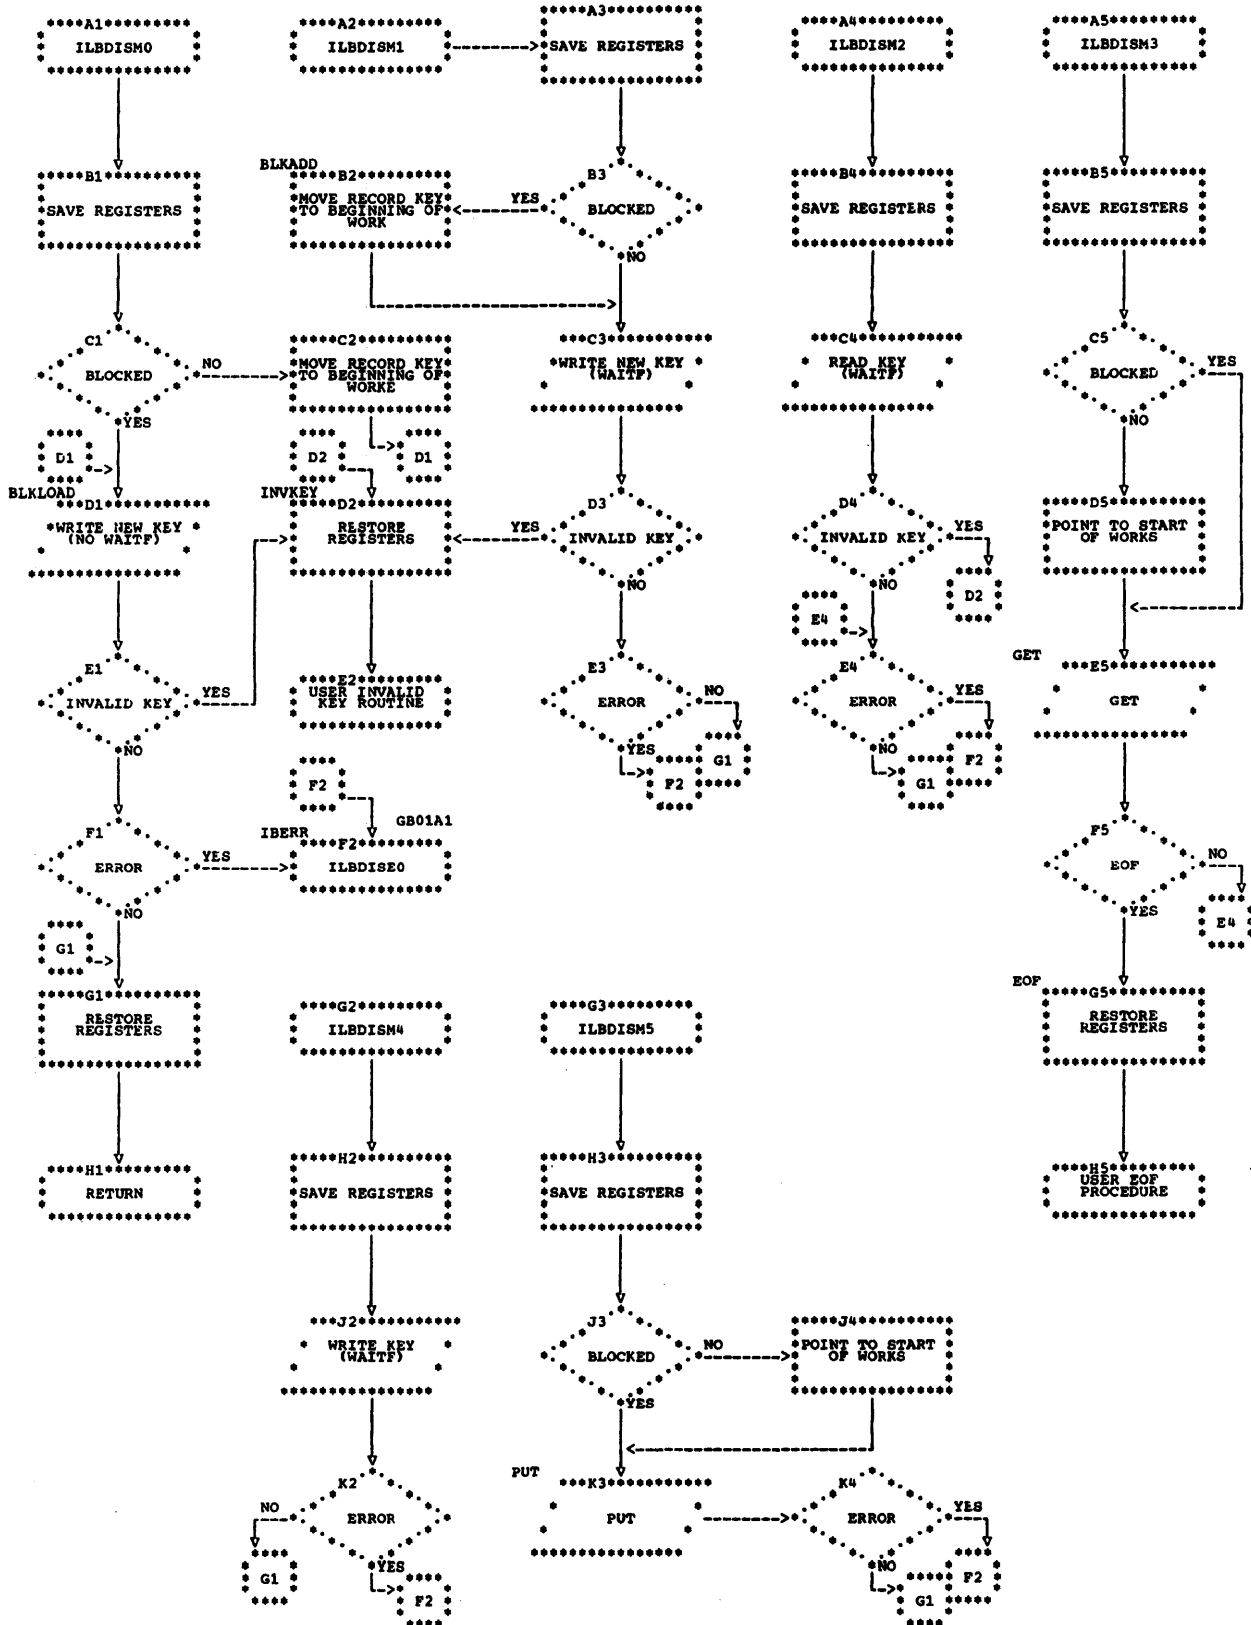 A1
ILBDISM0
B1
SAVE REGISTERS
C1
BLOCKED
NO
YES
D1
BLKLOAD
D1
WRITE NEW KEY
(NO WAITF)
E1
INVALID KEY
YES
NO
F1
ERROR
YES
NO
G1
G1
RESTORE
REGISTERS
H1
RETURN
A2
ILBDISM1
BLKADD
B2
MOVE RECORD KEY
TO BEGINNING OF
WORK
C2
MOVE RECORD KEY
TO BEGINNING OF
WORKE
D2
D1
INVKEY
D2
RESTORE
REGISTERS
E2
USER INVALID
KEY ROUTINE
F2
GB01A1
IBERR
F2
ILBDISE0
G2
ILBDISM4
H2
SAVE REGISTERS
J2
WRITE KEY
(WAITF)
K2
NO
ERROR
YES
G1
F2
A3
SAVE REGISTERS
B3
YES
BLOCKED
NO
C3
WRITE NEW KEY
(WAITF)
D3
YES
INVALID KEY
NO
E3
NO
ERROR
YES
G1
F2
G3
ILBDISM5
H3
SAVE REGISTERS
J3
NO
BLOCKED
YES
PUT
K3
PUT
A4
ILBDISM2
B4
SAVE REGISTERS
C4
READ KEY
(WAITF)
D4
YES
INVALID KEY
NO
D2
E4
E4
YES
ERROR
NO
F2
G1
J4
POINT TO START
OF WORKS
K4
YES
ERROR
NO
F2
G1
A5
ILBDISM3
B5
SAVE REGISTERS
C5
YES
BLOCKED
NO
D5
POINT TO START
OF WORKS
GET
E5
GET
F5
NO
EOF
YES
E4
EOF
G5
RESTORE
REGISTERS
H5
USER EOF
PROCEDURE